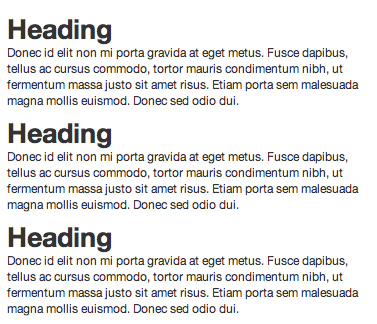 Heading
Donec id elit non mi porta gravida at eget metus. Fusce dapibus,
tellus ac cursus commodo, tortor mauris condimentum nibh, ut
fermentum massa justo sit amet risus. Etiam porta sem malesuada
magna mollis euismod. Donec sed odio dui.
Heading
Donec id elit non mi porta gravida at eget metus. Fusce dapibus,
tellus ac cursus commodo, tortor mauris condimentum nibh, ut
fermentum massa justo sit amet risus. Etiam porta sem malesuada
magna mollis euismod. Donec sed odio dui.
Heading
Donec id elit non mi porta gravida at eget metus. Fusce dapibus,
tellus ac cursus commodo, tortor mauris condimentum nibh, ut
fermentum massa justo sit amet risus. Etiam porta sem malesuada
magna mollis euismod. Donec sed odio dui.